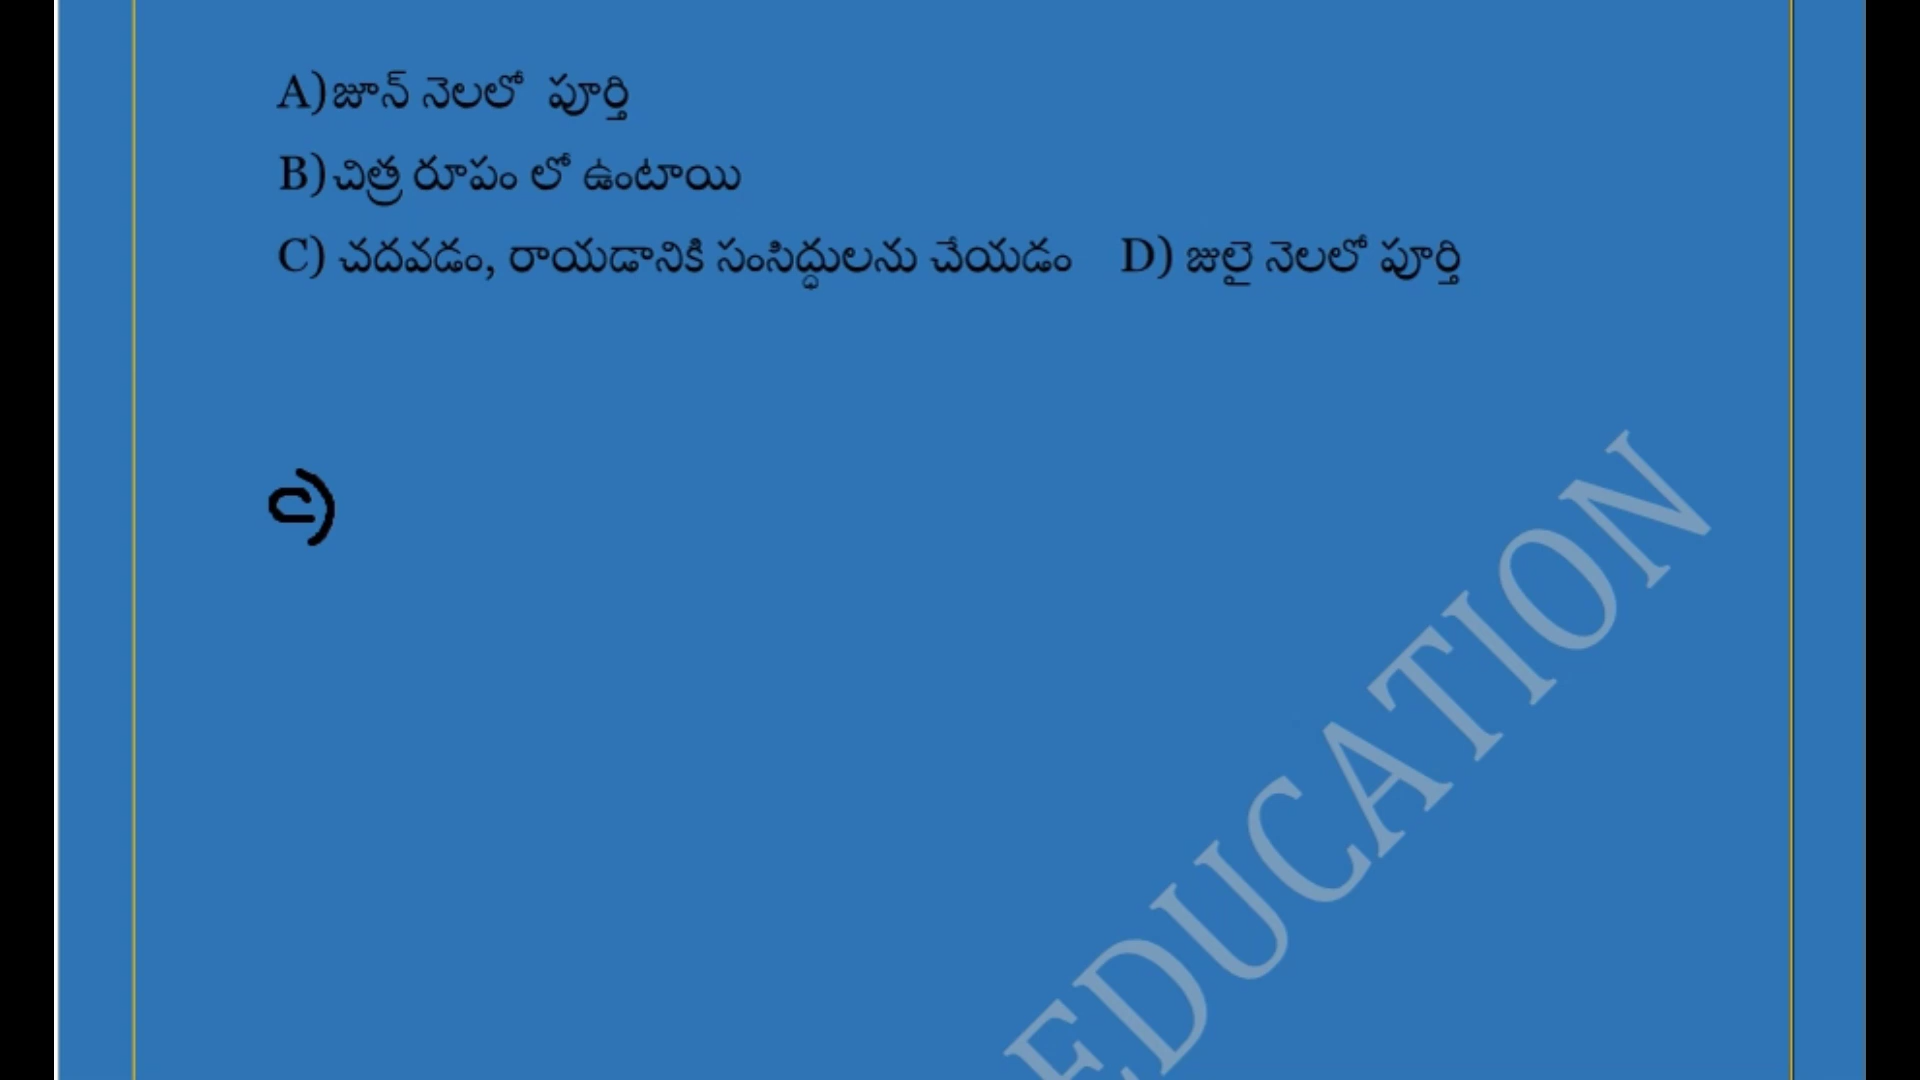 A)జూన్ నెలలో పూర్తి
B)చిత్ర రూపం లో ఉంటాయి
C) చదవడం, రాయడానికి సంసిద్ధులను చేయడం D) జులై నెలలో పూర్తి
C)
EDUCATION